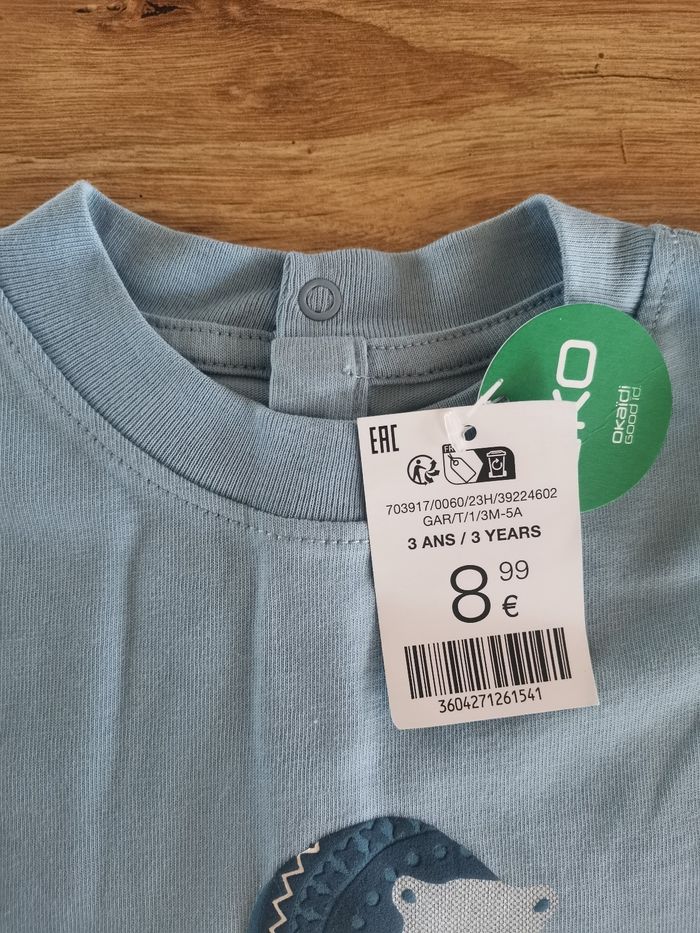 EAC
FR
703917/0060/23H/39224602
GAR/T/1/3M-5A
3 ANS / 3 YEARS
8 99
€
3604271261541
okaïdi
GOOD id.